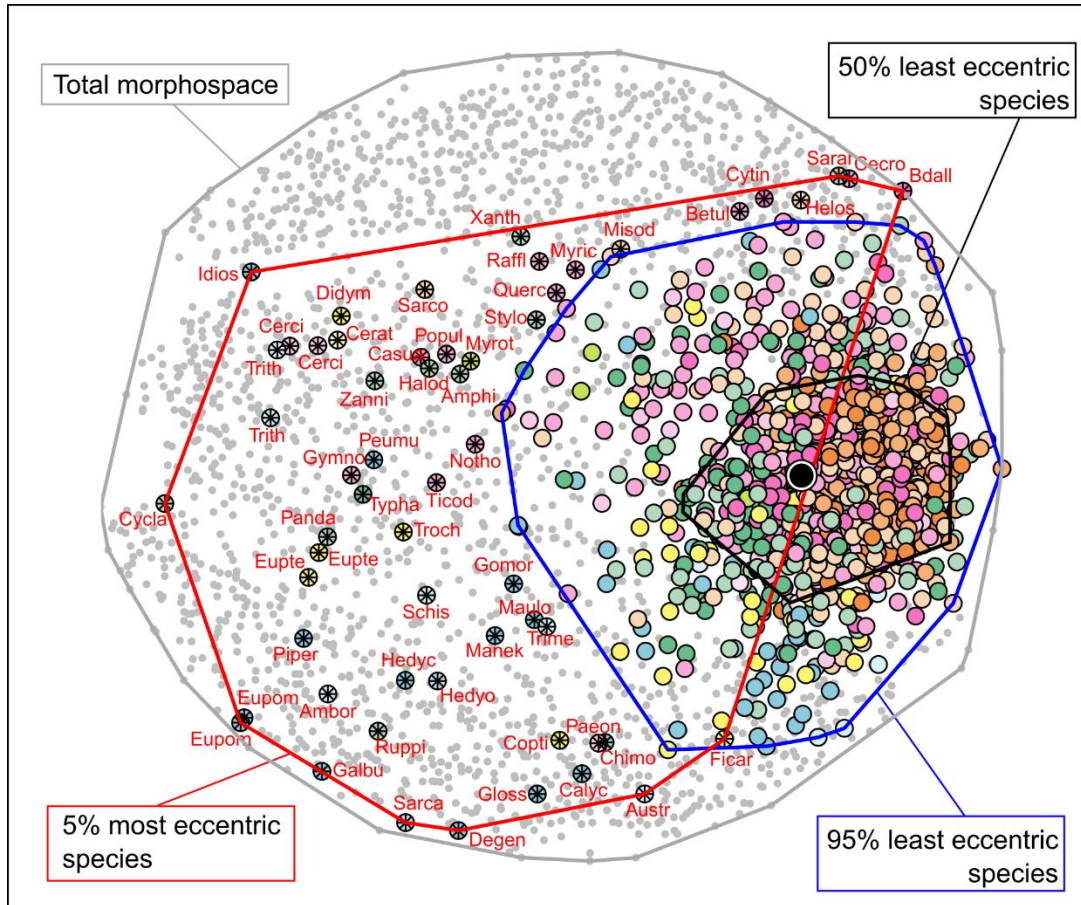 Total morphospace
50% least eccentric
species
Sarar
Cecro
Bdall
Cytin
Betul
Helos
Xanth
Misod
Raffl
Myric
Idios
Querc
Didym
Sarco
Stylo
Cerci
Cerat
Popul
Myrot
Trith
Cerci
Casua
Halod
Amphi
Zanni
Trith
Peumu
Notho
Gymno
Ticod
Typha
Cycla
Panda
Troch
Eupte
Eupte
Gomor
Schis
Maulo
Trime
Piper
Manek
Hedyc
Hedyo
Eupom
Ambor
Eupom
Ruppi
Copti
Paeon
Chimo
Ficar
Galbu
Calyc
Gloss
Austr
Sarca
Degen
5% most eccentric
species
95% least eccentric
species